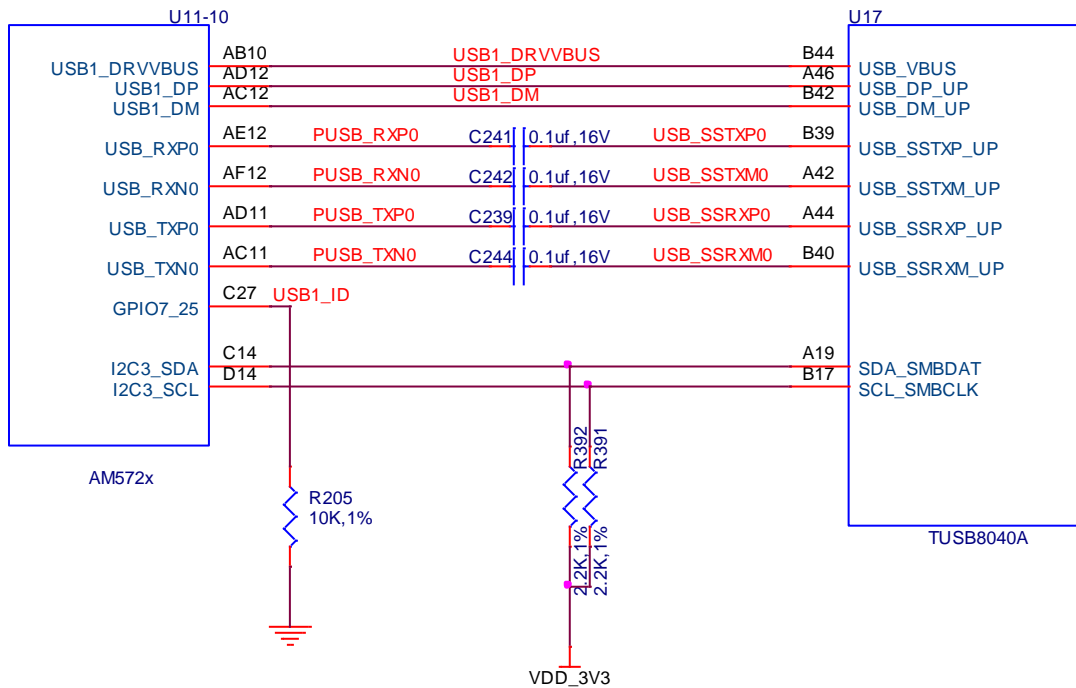 U11-10 U17
AB10 USB1_DRVVBUS B44
USB1_DRVVBUS USB_VBUS
AD12 USB1_DP A46
USB1_DP USB_DP_UP
AC12 USB1_DM B42
USB1_DM USB_DM_UP
AE12 PUSB_RXP0 C241 0.1uf,16V USB_SSTXP0 B39
USB_RXP0 USB_SSTXP_UP
AF12 PUSB_RXN0 C242 0.1uf,16V USB_SSTXM0 A42
USB_RXN0 USB_SSTXM_UP
AD11 PUSB_TXP0 C239 0.1uf,16V USB_SSRXP0 A44
USB_TXP0 USB_SSRXP_UP
AC11 PUSB_TXN0 C244 0.1uf,16V USB_SSRXM0 B40
USB_TXN0 USB_SSRXM_UP
C27 USB1_ID
GPIO7_25
C14 A19
I2C3_SDA SDA_SMBDAT
D14 B17
I2C3_SCL SCL_SMBCLK
AM572x
R392
R391
R205
10K,1%
2.2K,1%
2.2K,1%
TUSB8040A
VDD_3V3